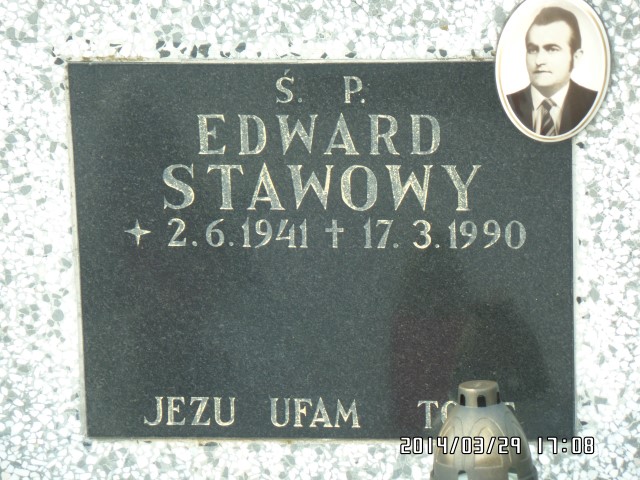 Ś. P.
EDWARD
STAWOWY
✦ 2.6.1941 † 17.3.1990
JEZU UFAM
2014/03/29 17:08